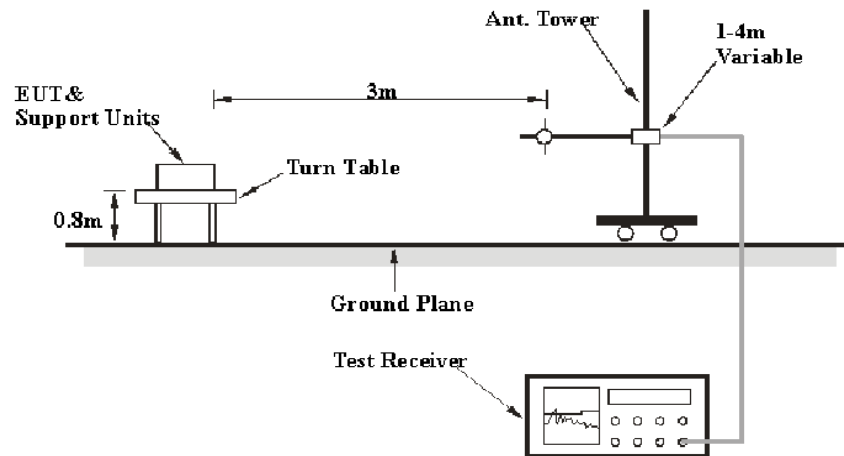 Ant. Tower
1-4m
Variable
3m
EUT&
Support Units
Turn Table
0.8m
Ground Plane
Test Receiver